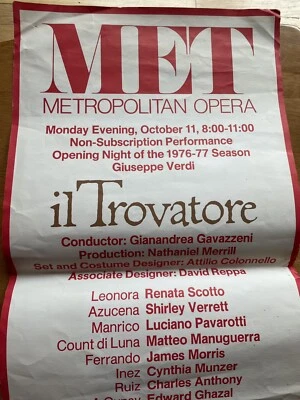 MET
METROPOLITAN OPERA
Monday Evening, October 11, 8:00-11:00
Non-Subscription Performance
Opening Night of the 1976-77 Season
Giuseppe Verdi
il Trovatore
Conductor: Gianandrea Gavazzeni
Production: Nathaniel Merrill
Set and Costume Designer: Attilio Colonnello
Associate Designer: David Reppa
Leonora Renata Scotto
Azucena Shirley Verrett
Manrico Luciano Pavarotti
Count di Luna Matteo Manuguerra
Ferrando James Morris
Inez Cynthia Munzer
Ruiz Charles Anthony
A Gypsy Edward Ghazal